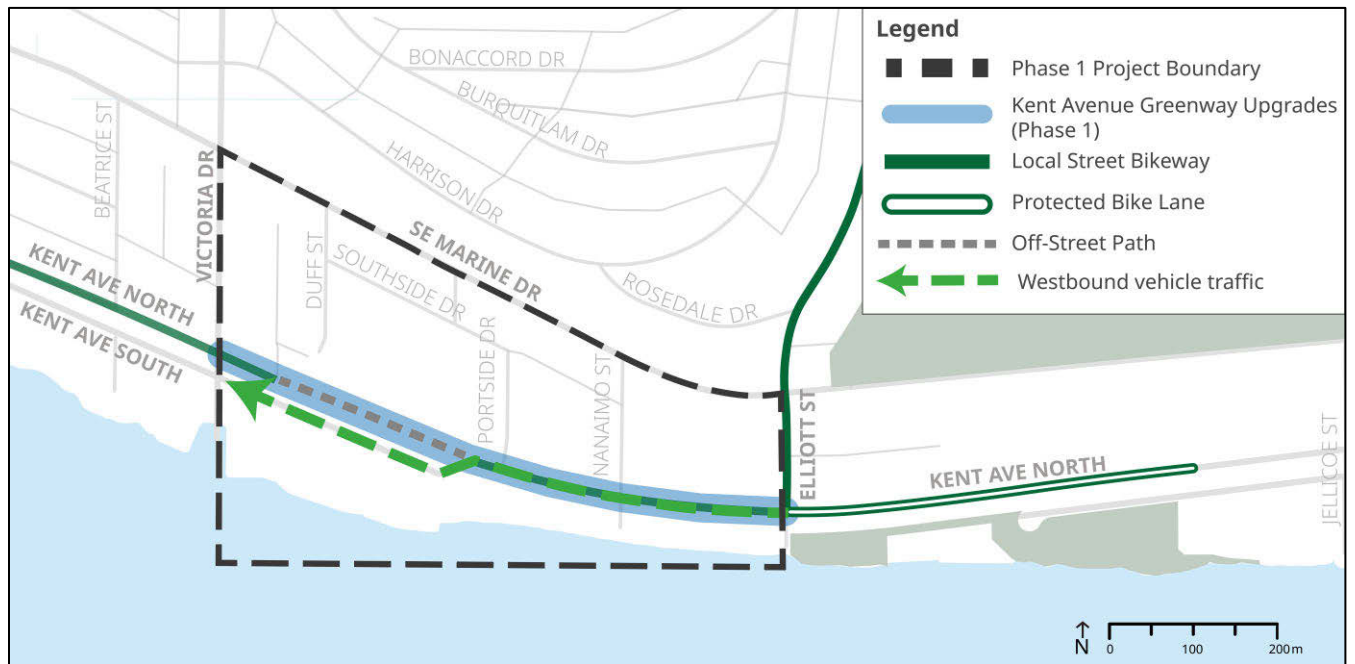 Legend
Phase 1 Project Boundary
Kent Avenue Greenway Upgrades
(Phase 1)
Local Street Bikeway
Protected Bike Lane
Off-Street Path
Westbound vehicle traffic
BONACCORD DR
BURQUITLAM DR
BEATRICE ST
HARRISON DR
VICTORIA DR
SE MARINE DR
DUFF ST
SOUTHSIDE DR
ROSEDALE DR
KENT AVE NORTH
KENT AVE SOUTH
PORTSIDE DR
NANAIMO ST
ELLIOTT ST
KENT AVE NORTH
JELLICOE ST
N
0 100 200 m